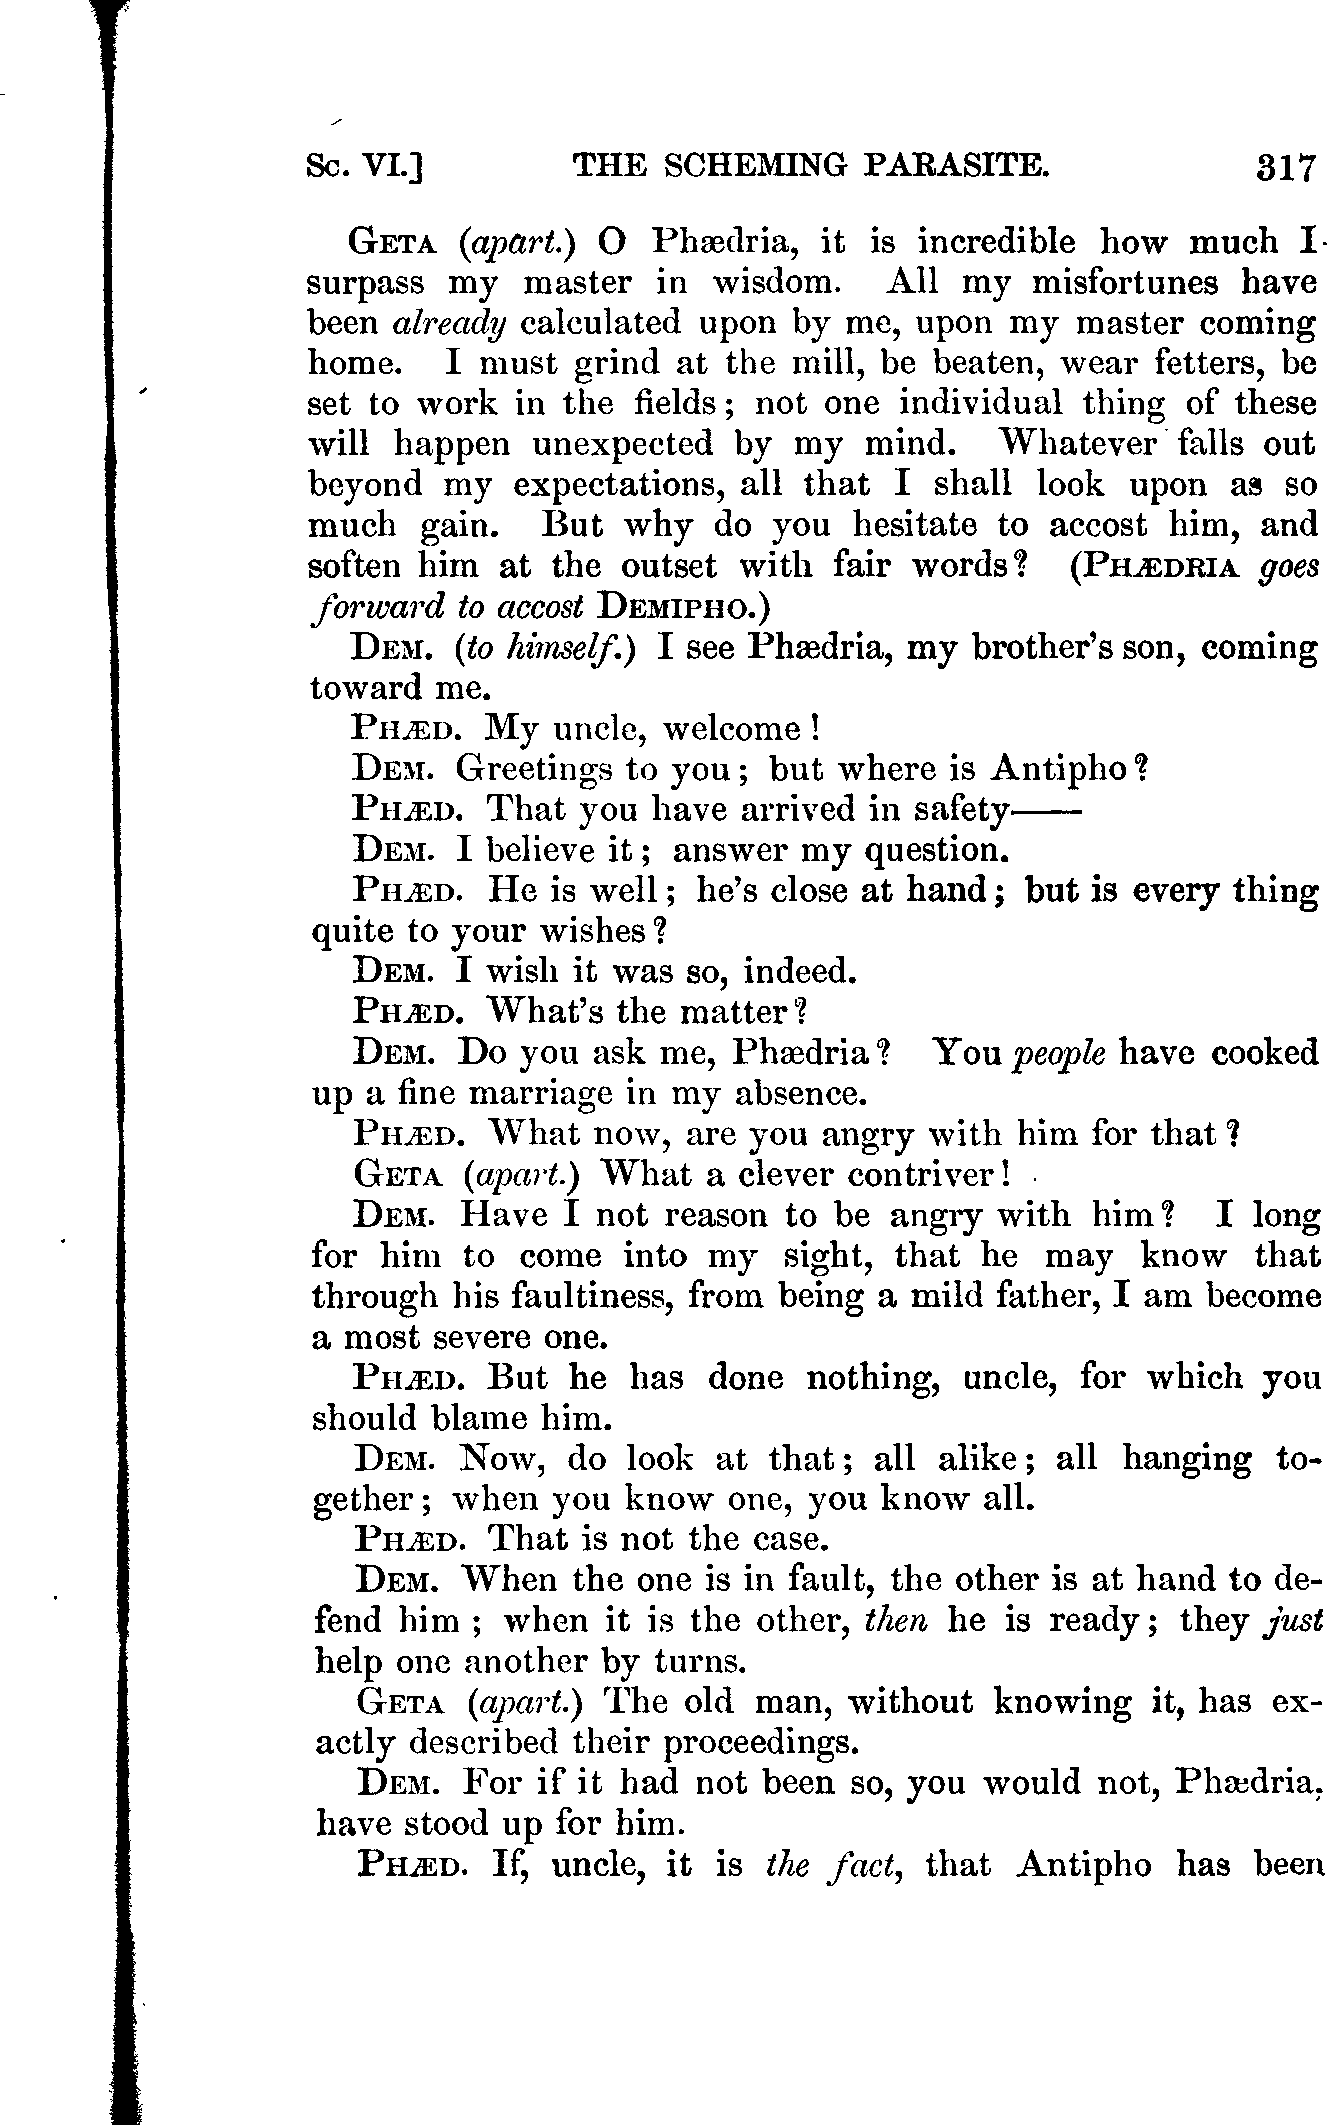 Sc. VI.] THE SCHEMING PARASITE. 317
GETA (apart.) O Phædria, it is incredible how much I
surpass my master in wisdom. All my misfortunes have
been already calculated upon by me, upon my master coming
home. I must grind at the mill, be beaten, wear fetters, be
set to work in the fields; not one individual thing of these
will happen unexpected by my mind. Whatever falls out
beyond my expectations, all that I shall look upon as so
much gain. But why do you hesitate to accost him, and
soften him at the outset with fair words? (PHÆDRIA goes
forward to accost DEMIPHO.)
DEM. (to himself.) I see Phædria, my brother's son, coming
toward me.
PHÆD. My uncle, welcome!
DEM. Greetings to you; but where is Antipho?
PHÆD. That you have arrived in safety——
DEM. I believe it; answer my question.
PHÆD. He is well; he's close at hand; but is every thing
quite to your wishes?
DEM. I wish it was so, indeed.
PHÆD. What's the matter?
DEM. Do you ask me, Phædria? You people have cooked
up a fine marriage in my absence.
PHÆD. What now, are you angry with him for that?
GETA (apart.) What a clever contriver!
DEM. Have I not reason to be angry with him? I long
for him to come into my sight, that he may know that
through his faultiness, from being a mild father, I am become
a most severe one.
PHÆD. But he has done nothing, uncle, for which you
should blame him.
DEM. Now, do look at that; all alike; all hanging to-
gether; when you know one, you know all.
PHÆD. That is not the case.
DEM. When the one is in fault, the other is at hand to de-
fend him; when it is the other, then he is ready; they just
help one another by turns.
GETA (apart.) The old man, without knowing it, has ex-
actly described their proceedings.
DEM. For if it had not been so, you would not, Phædria,
have stood up for him.
PHÆD. If, uncle, it is the fact, that Antipho has been